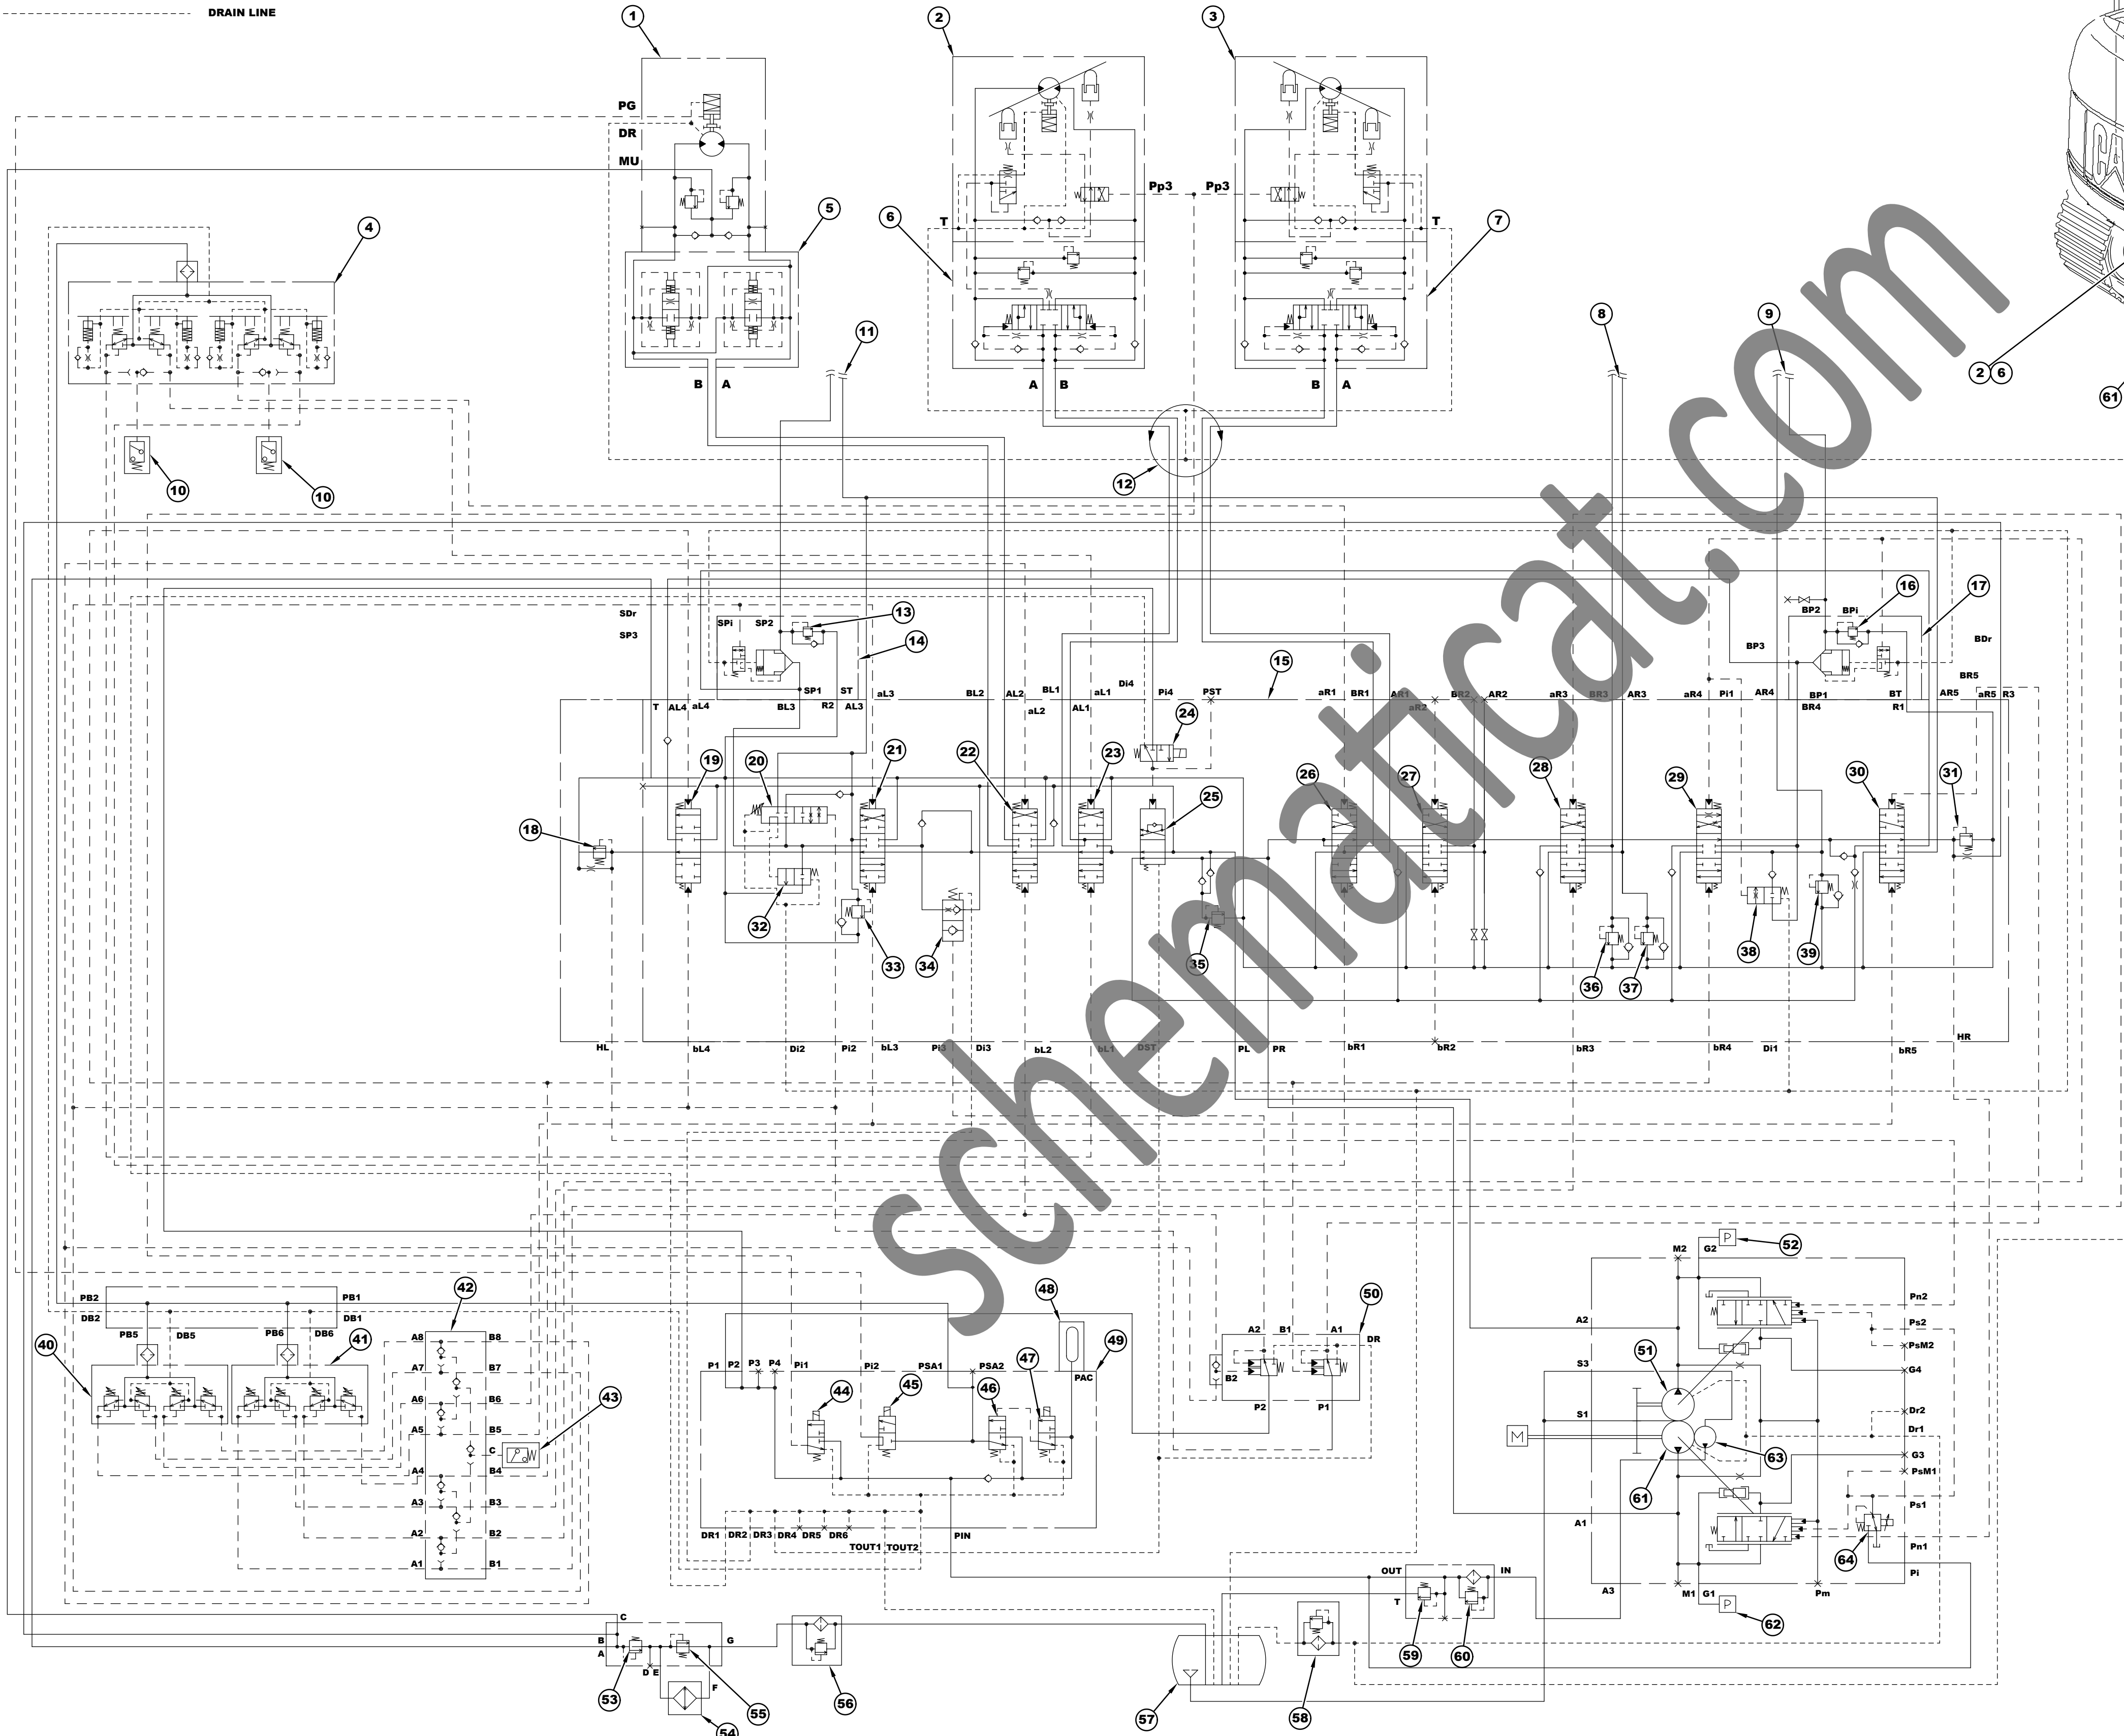 DRAIN LINE
1
2
3
PG
DR
MU
4
5
6
T
Pp3
Pp3
T
7
B A
A B
B A
8
9
2 6
61
10
10
11
12
13
14
15
16
17
SDr
SP3
SPi
SP2
SP1
ST
BP2
BPi
BP3
BDr
BR5
T
AL4
aL4
BL3
R2
AL3
aL3
BL2
AL2
aL2
BL1
AL1
aL1
Di4
Pi4
PST
aR1
BR1
AR1
aR2
BR2
AR2
aR3
BR3
AR3
aR4
Pi1
AR4
BP1
BR4
BT
R1
AR5
aR5
R3
18
19
20
21
22
23
24
25
26
27
28
29
30
31
32
33
34
35
36
37
38
39
HL
bL4
Di2
Pi2
bL3
Pi3
Di3
bL2
bL1
DST
PL
PR
bR1
bR2
bR3
bR4
Di1
bR5
HR
schematicat.com
CA
PB2
DB2
PB1
DB1
PB5
DB5
PB6
DB6
40
41
42
43
A8 B8
A7 B7
A6 B6
A5 B5
C
A4 B4
A3 B3
A2 B2
A1 B1
P1
P2
P3
P4
Pi1
Pi2
PSA1
PSA2
PAC
44
45
46
47
48
49
DR1
DR2
DR3
DR4
DR5
DR6
TOUT1
TOUT2
PIN
A2
B1
A1
DR
50
B2
P2
P1
M2
G2
P
52
Pn2
Ps2
PsM2
G4
Dr2
Dr1
G3
PsM1
Ps1
Pn1
Pi
A2
S3
S1
A1
A3
M
51
61
63
64
M1
G1
Pm
P
62
OUT
IN
T
59
60
C
B
A
D E
F
G
53
54
55
56
57
58